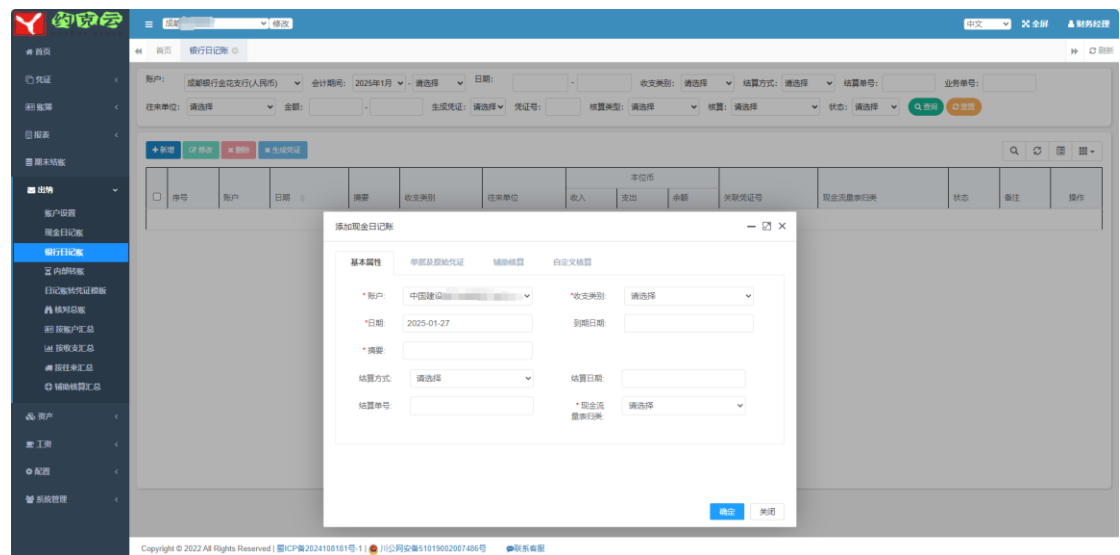 成都 修改 中文 全屏 财务经理
首页 首页 银行日记账 刷新
凭证
账簿
报表
期末结账
出纳
账户设置
现金日记账
银行日记账
内部转账
日记账转凭证模板
核对总账
按账户汇总
按收支汇总
按往来汇总
辅助核算汇总
资产
工资
配置
系统管理
账户: 成都银行金花支行(人民币) 会计期间: 2025年1月 - 请选择 日期: - 收支类别: 请选择 结算方式: 请选择 结算单号: 业务单号:
往来单位: 请选择 金额: - 生成凭证: 请选择 凭证号: 核算类型: 请选择 核算: 请选择 状态: 请选择 查询 重置
+新增 修改 删除 生成凭证
本位币
序号 账户 日期 摘要 收支类别 往来单位 收入 支出 余额 关联凭证号 现金流量表归类 状态 备注 操作
添加现金日记账
基本属性 单据及原始凭证 辅助核算 自定义核算
*账户: 中国建设 *收支类别: 请选择
*日期: 2025-01-27 到期日期:
*摘要:
结算方式: 请选择 结算日期:
结算单号: *现金流量表归类: 请选择
确定 关闭
Copyright © 2022 All Rights Reserved | 蜀ICP备2024108181号-1 | 川公网安备51019002007486号 联系客服